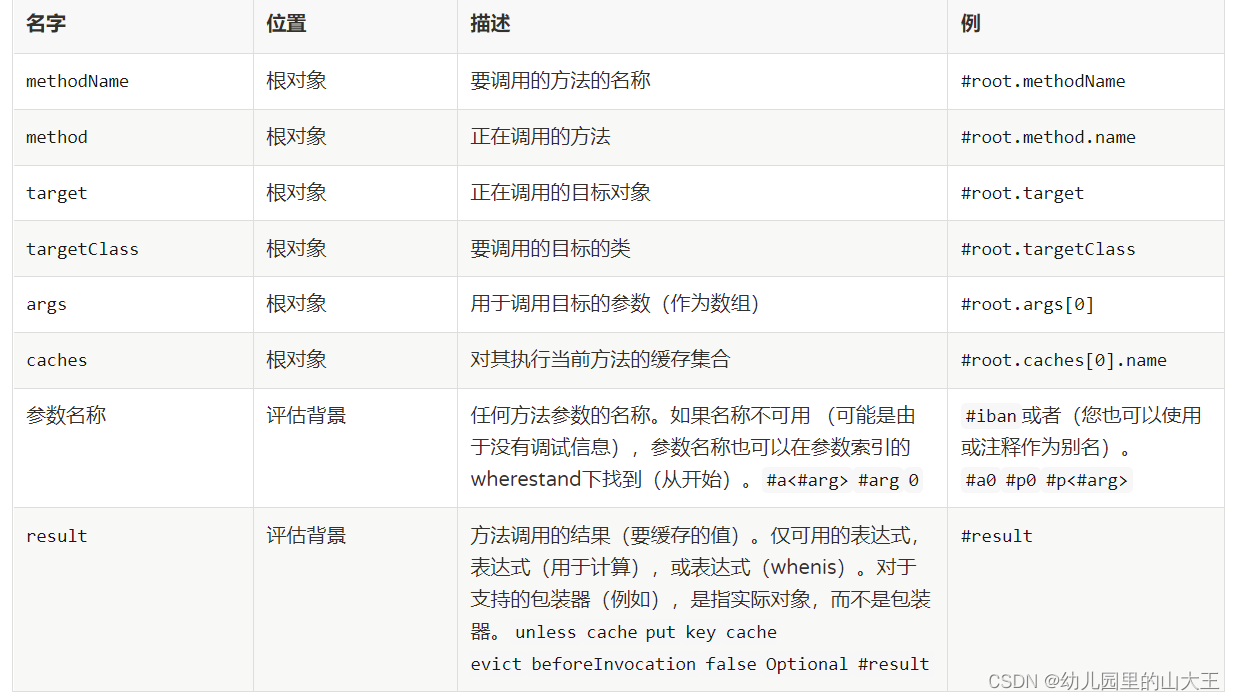 名字 位置 描述 例
methodName 根对象 要调用的方法的名称 #root.methodName
method 根对象 正在调用的方法 #root.method.name
target 根对象 正在调用的目标对象 #root.target
targetClass 根对象 要调用的目标的类 #root.targetClass
args 根对象 用于调用目标的参数（作为数组） #root.args[0]
caches 根对象 对其执行当前方法的缓存集合 #root.caches[0].name
参数名称 评估背景 任何方法参数的名称。如果名称不可用 （可能是由 #iban 或者（您也可以使用
于没有调试信息），参数名称也可以在参数索引的 或注释作为别名）。
wherestand下找到（从开始）。 #a<#arg> #arg 0 #a0 #p0 #p<#arg>
result 评估背景 方法调用的结果（要缓存的值）。仅可用的表达式， #result
表达式（用于计算），或表达式（whenis）。对于
支持的包装器（例如），是指实际对象，而不是包装
器。 unless cache put key cache
evict beforeInvocation false Optional #result
CSDN @幼儿园里的山大王